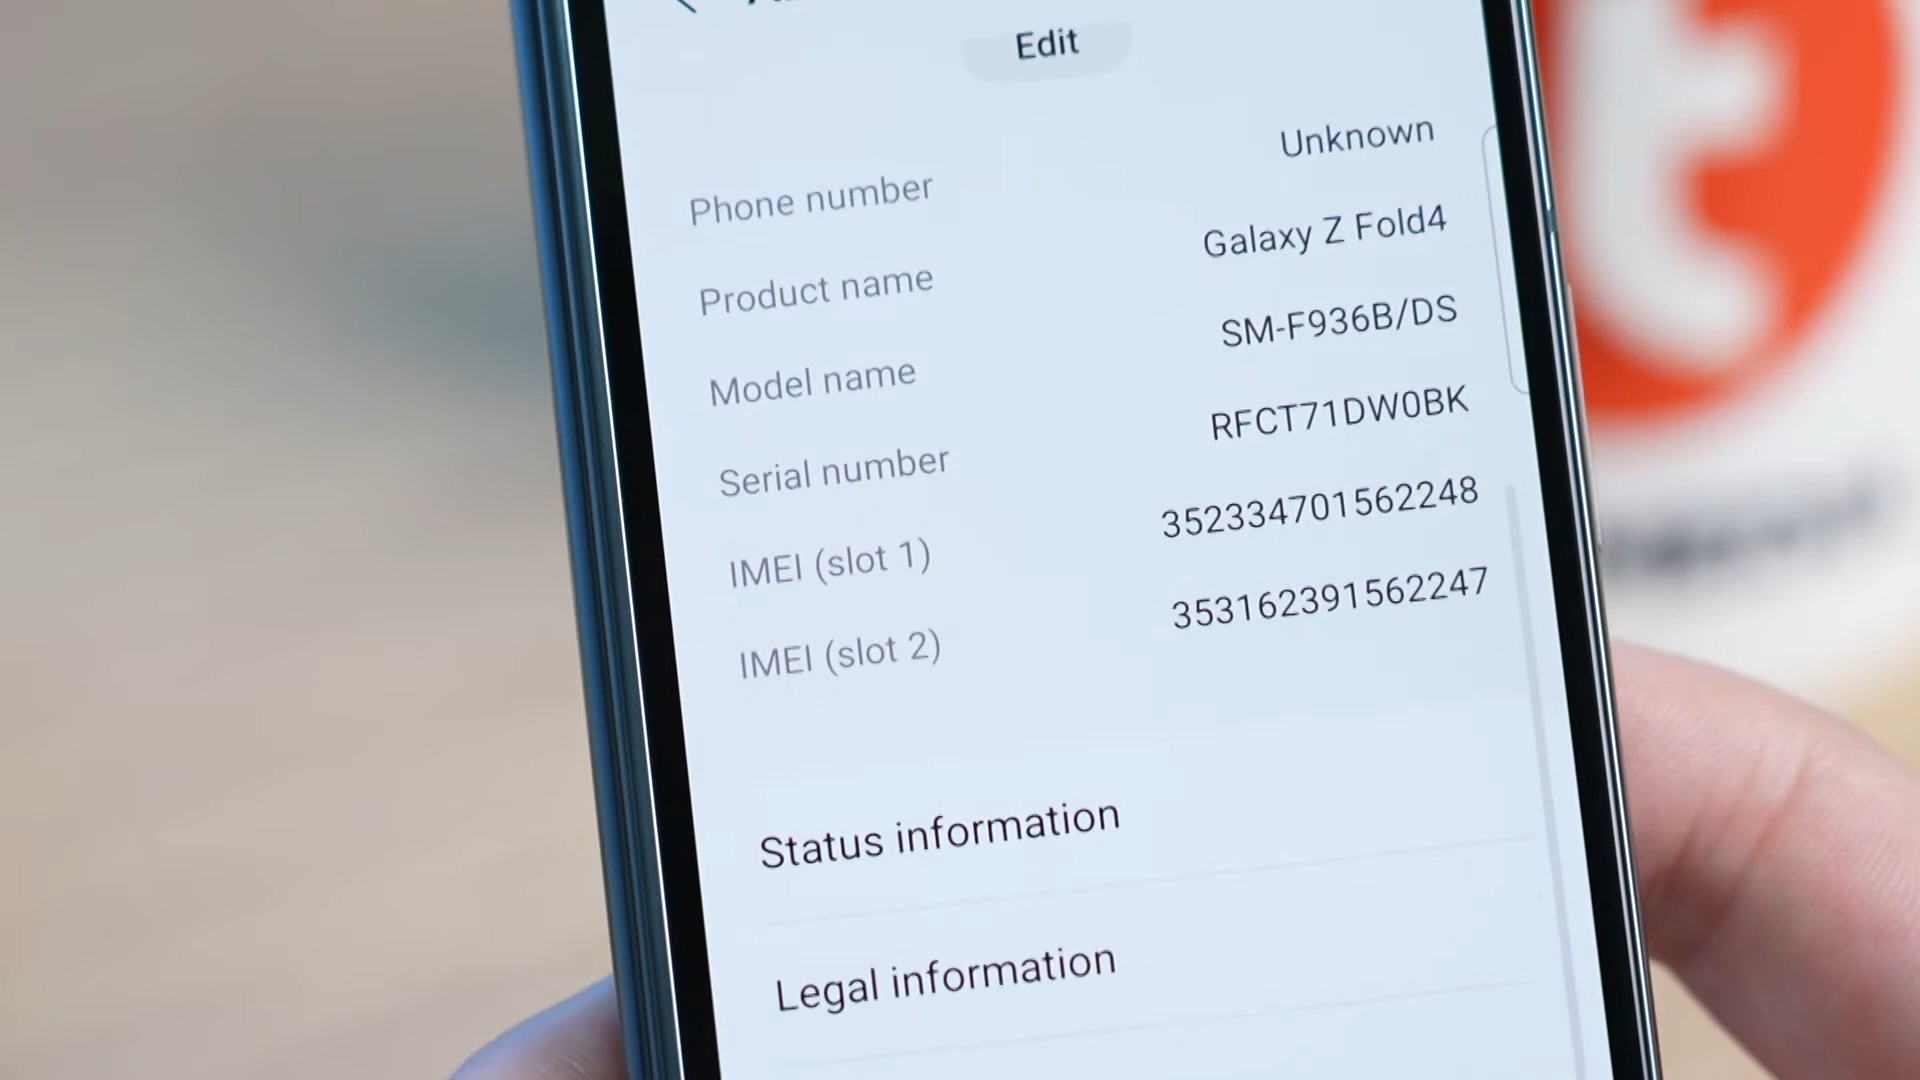 Edit
Phone number Unknown
Product name Galaxy Z Fold4
Model name SM-F936B/DS
Serial number RFCT71DW0BK
IMEI (slot 1) 352334701562248
IMEI (slot 2) 353162391562247
Status information
Legal information